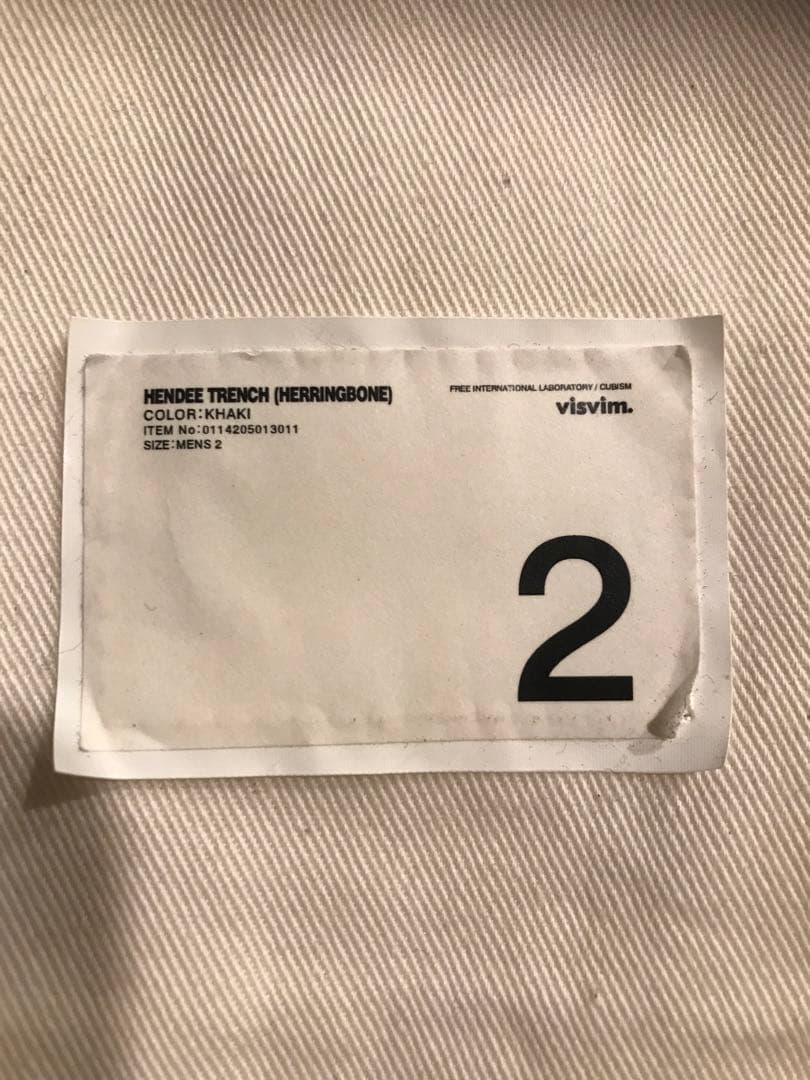 HENDEE TRENCH (HERRINGBONE)
COLOR:KHAKI
ITEM No:0114205013011
SIZE:MENS 2
FREE INTERNATIONAL LABORATORY / CUBISM
visvim.
2